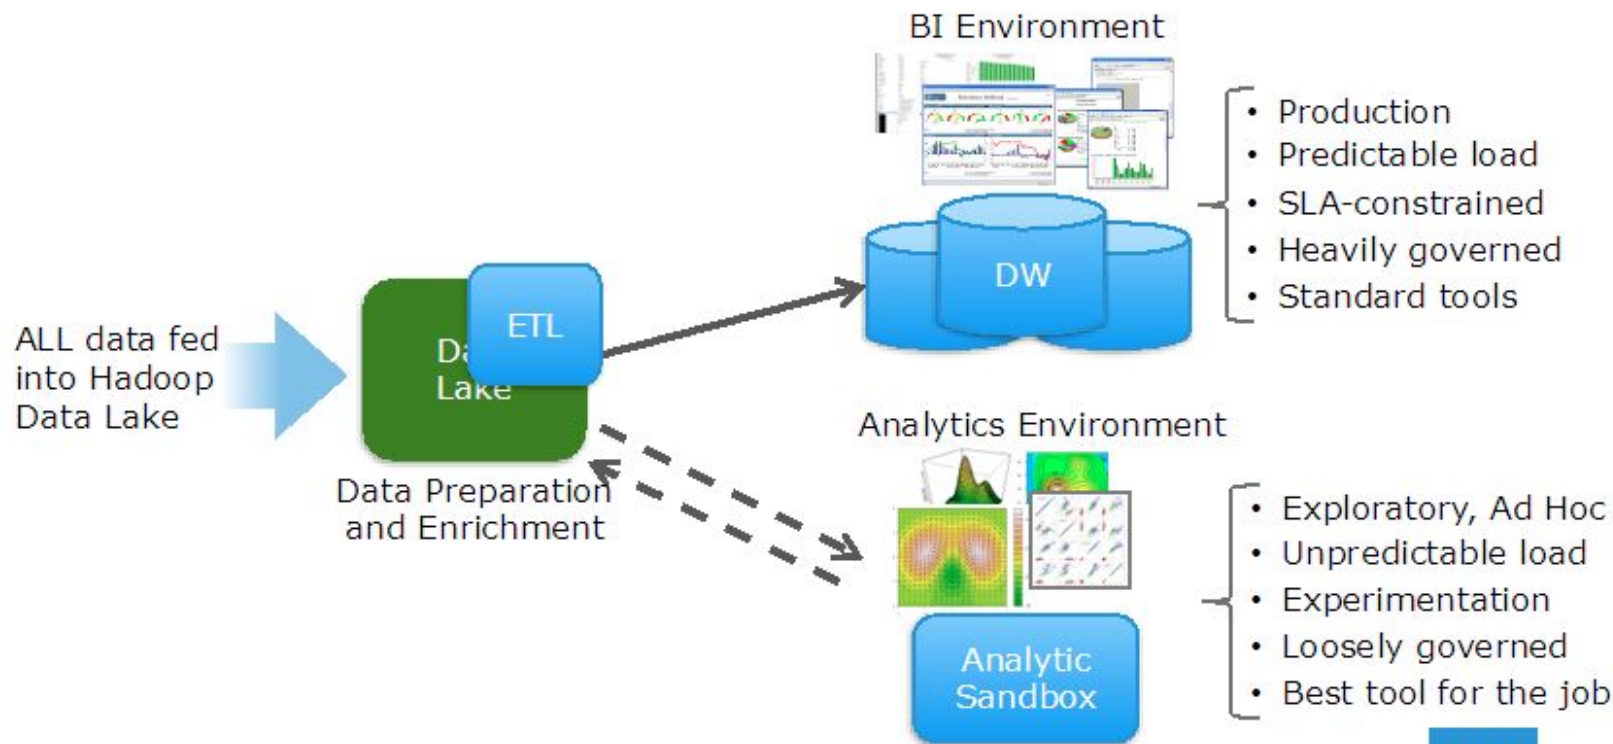 BI Environment
• Production
• Predictable load
• SLA-constrained
• Heavily governed
• Standard tools
DW
ETL
ALL data fed
into Hadoop
Data Lake
Lake
Data Preparation
and Enrichment
Analytics Environment
• Exploratory, Ad Hoc
• Unpredictable load
• Experimentation
• Loosely governed
• Best tool for the job
Analytic
Sandbox